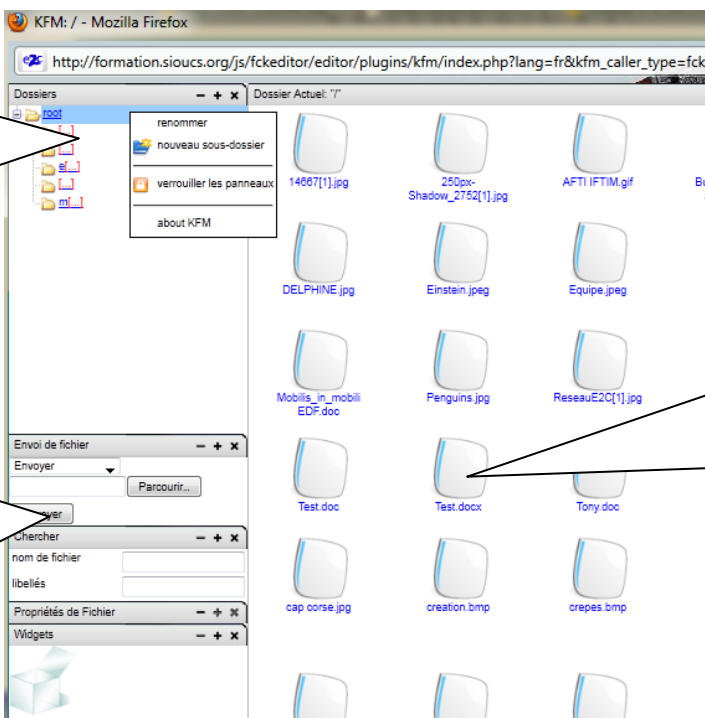 KFM: / - Mozilla Firefox
http://formation.sioucs.org/js/fckeditor/editor/plugins/kfm/index.php?lang=fr&kfm_caller_type=fck
Dossiers
Dossier Actuel: "/"
root
[...]
[...]
e[...]
[...]
m[...]
renommer
nouveau sous-dossier
verrouiller les panneaux
about KFM
14667[1].jpg
250px-
Shadow_2752[1].jpg
AFTI IFTIM.gif
DELPHINE.jpg
Einstein.jpeg
Equipe.jpeg
Mobilis_in_mobili
EDF.doc
Penguins.jpg
ReseauE2C[1].jpg
Test.doc
Test.docx
Tony.doc
cap corse.jpg
creation.bmp
crepes.bmp
Envoi de fichier
Envoyer
Parcourir...
Chercher
nom de fichier
libellés
Propriétés de Fichier
Widgets